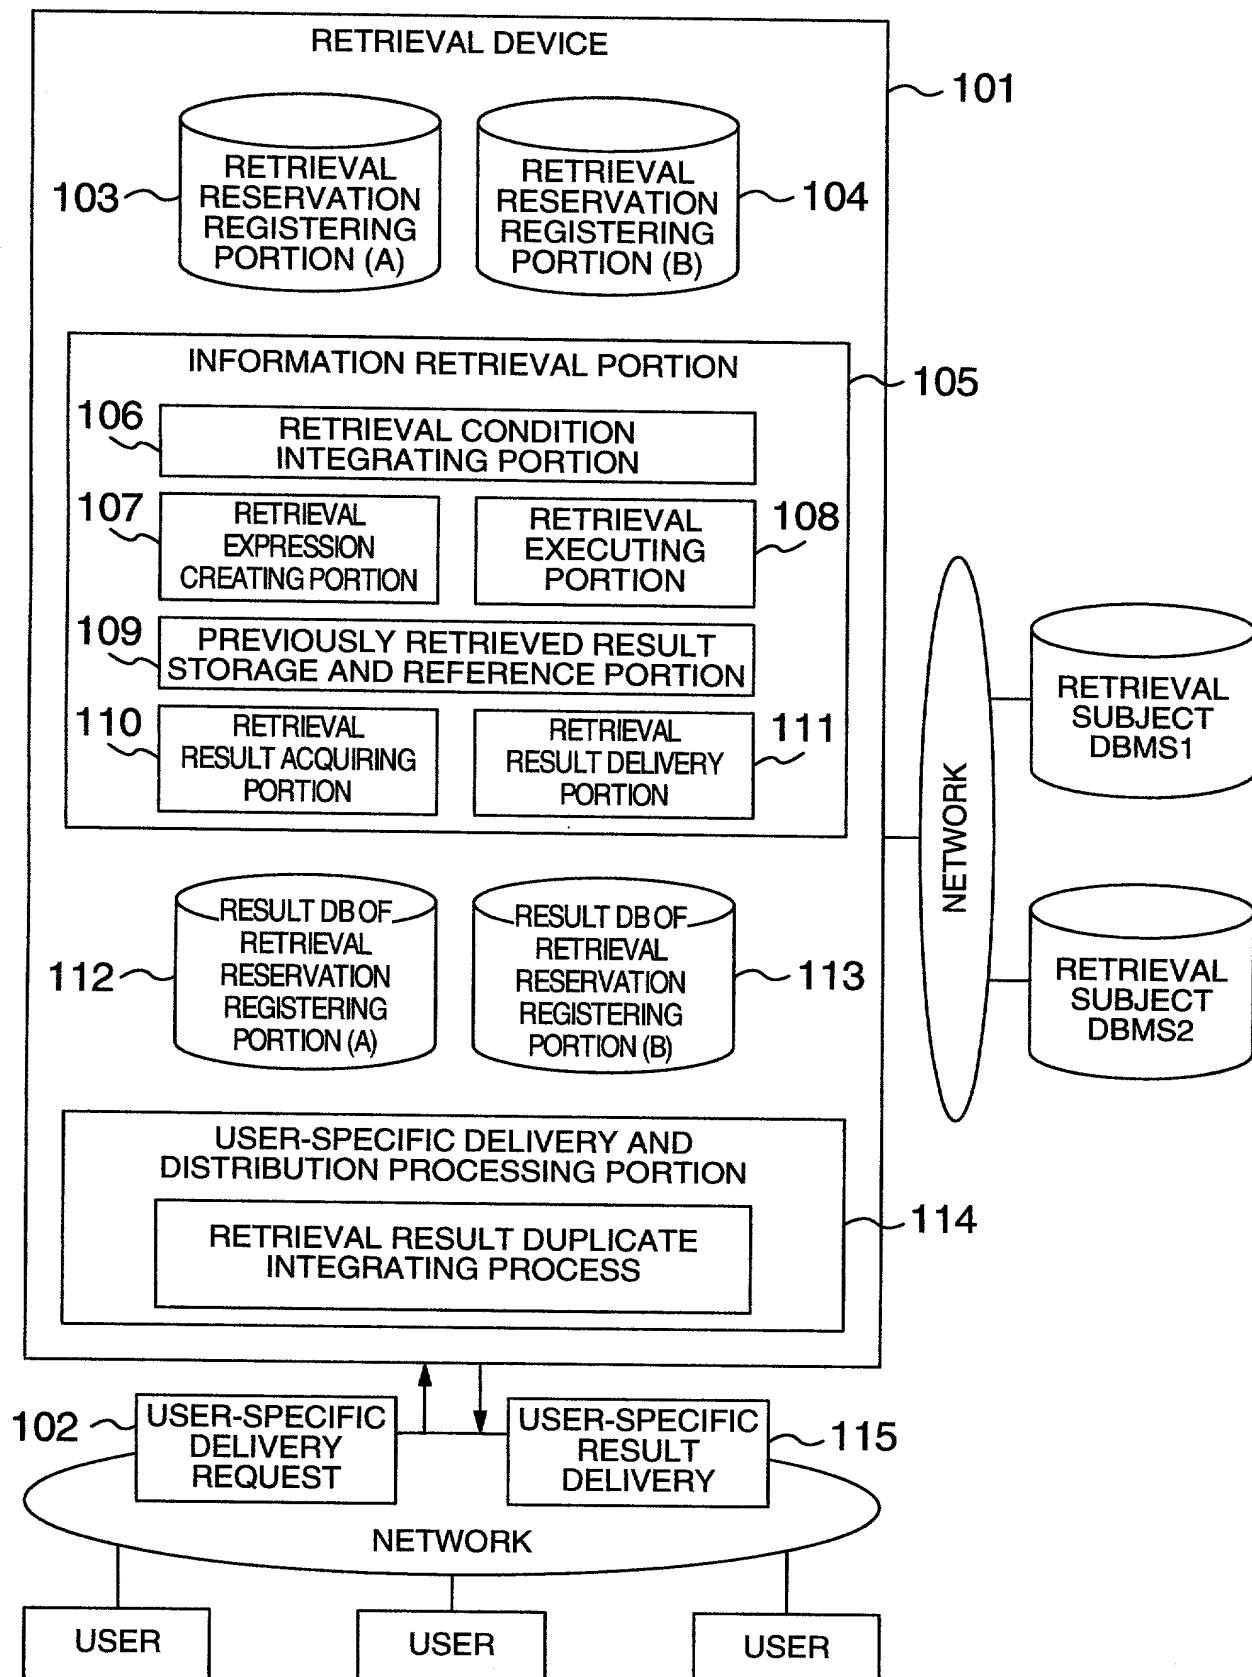 RETRIEVAL DEVICE
101
103
RETRIEVAL
RESERVATION
REGISTERING
PORTION (A)
RETRIEVAL
RESERVATION
REGISTERING
PORTION (B)
104
INFORMATION RETRIEVAL PORTION
105
106
RETRIEVAL CONDITION
INTEGRATING PORTION
107
RETRIEVAL
EXPRESSION
CREATING PORTION
RETRIEVAL
EXECUTING
PORTION
108
109
PREVIOUSLY RETRIEVED RESULT
STORAGE AND REFERENCE PORTION
110
RETRIEVAL
RESULT ACQUIRING
PORTION
RETRIEVAL
RESULT DELIVERY
PORTION
111
NETWORK
RETRIEVAL
SUBJECT
DBMS1
RETRIEVAL
SUBJECT
DBMS2
112
RESULT DB OF
RETRIEVAL
RESERVATION
REGISTERING
PORTION (A)
RESULT DB OF
RETRIEVAL
RESERVATION
REGISTERING
PORTION (B)
113
USER-SPECIFIC DELIVERY AND
DISTRIBUTION PROCESSING PORTION
114
RETRIEVAL RESULT DUPLICATE
INTEGRATING PROCESS
102
USER-SPECIFIC
DELIVERY
REQUEST
USER-SPECIFIC
RESULT
DELIVERY
115
NETWORK
USER
USER
USER